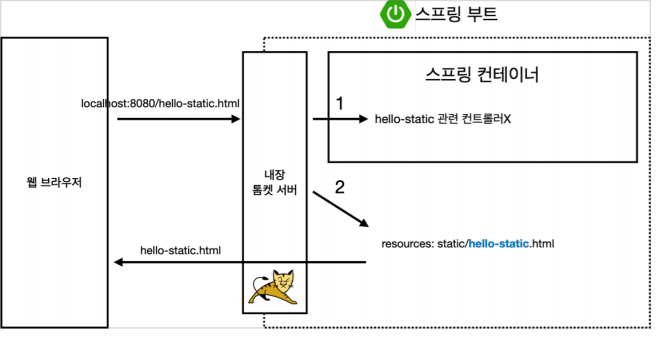 스프링 부트
스프링 컨테이너
localhost:8080/hello-static.html
1
hello-static 관련 컨트롤러X
웹 브라우저
내장
톰켓 서버
2
resources: static/hello-static.html
hello-static.html